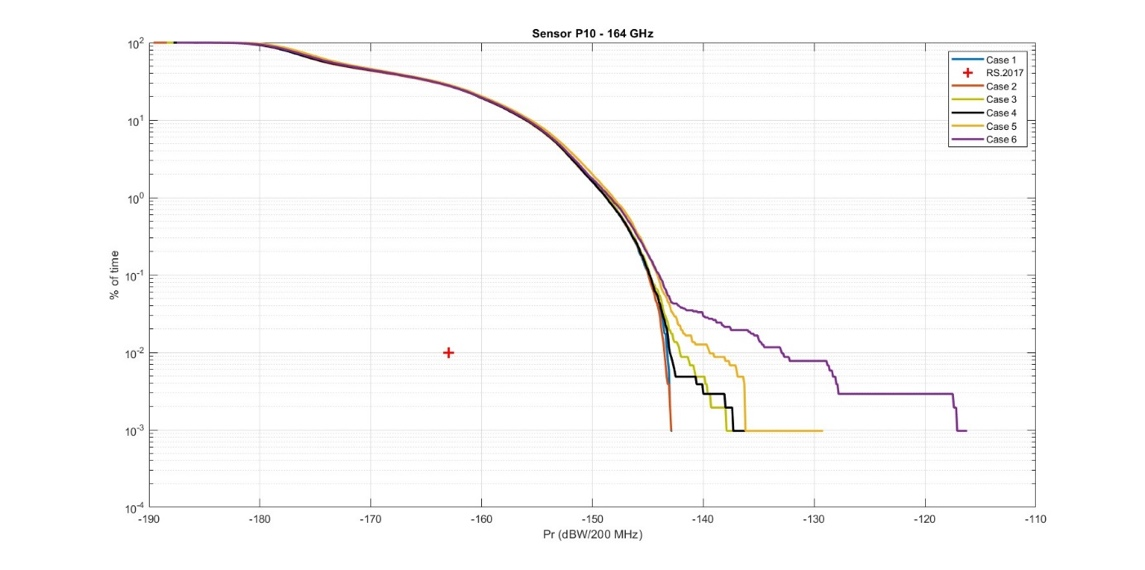 Sensor P10 - 164 GHz
Case 1
RS.2017
Case 2
Case 3
Case 4
Case 5
Case 6
% of time
10²
10¹
10⁰
10⁻¹
10⁻²
10⁻³
10⁻⁴
-190 -180 -170 -160 -150 -140 -130 -120 -110
Pr (dBW/200 MHz)